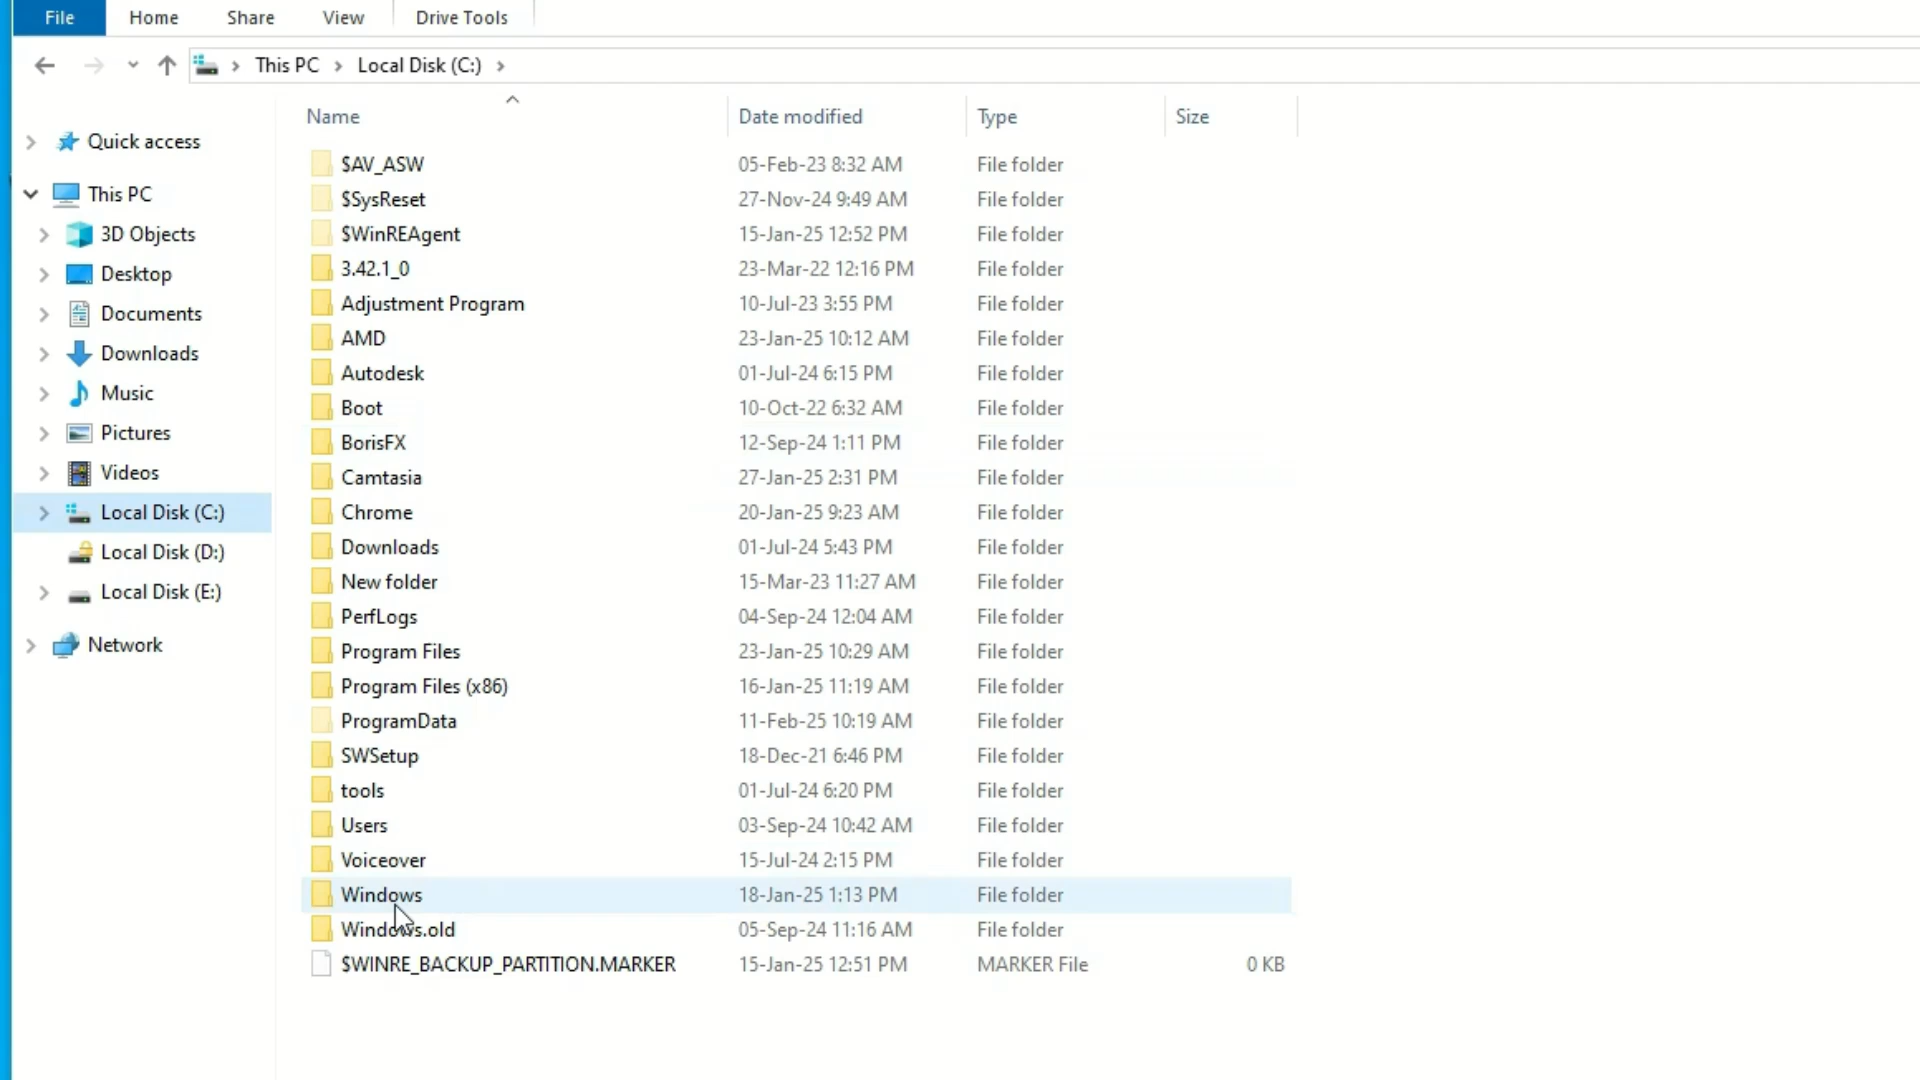 File Home Share View Drive Tools
This PC Local Disk (C:)
Name Date modified Type Size
Quick access
This PC
3D Objects
Desktop
Documents
Downloads
Music
Pictures
Videos
Local Disk (C:)
Local Disk (D:)
Local Disk (E:)
Network
$AV_ASW 05-Feb-23 8:32 AM File folder
$SysReset 27-Nov-24 9:49 AM File folder
$WinREAgent 15-Jan-25 12:52 PM File folder
3.42.1_0 23-Mar-22 12:16 PM File folder
Adjustment Program 10-Jul-23 3:55 PM File folder
AMD 23-Jan-25 10:12 AM File folder
Autodesk 01-Jul-24 6:15 PM File folder
Boot 10-Oct-22 6:32 AM File folder
BorisFX 12-Sep-24 1:11 PM File folder
Camtasia 27-Jan-25 2:31 PM File folder
Chrome 20-Jan-25 9:23 AM File folder
Downloads 01-Jul-24 5:43 PM File folder
New folder 15-Mar-23 11:27 AM File folder
PerfLogs 04-Sep-24 12:04 AM File folder
Program Files 23-Jan-25 10:29 AM File folder
Program Files (x86) 16-Jan-25 11:19 AM File folder
ProgramData 11-Feb-25 10:19 AM File folder
SWSetup 18-Dec-21 6:46 PM File folder
tools 01-Jul-24 6:20 PM File folder
Users 03-Sep-24 10:42 AM File folder
Voiceover 15-Jul-24 2:15 PM File folder
Windows 18-Jan-25 1:13 PM File folder
Windows.old 05-Sep-24 11:16 AM File folder
$WINRE_BACKUP_PARTITION.MARKER 15-Jan-25 12:51 PM MARKER File 0 KB